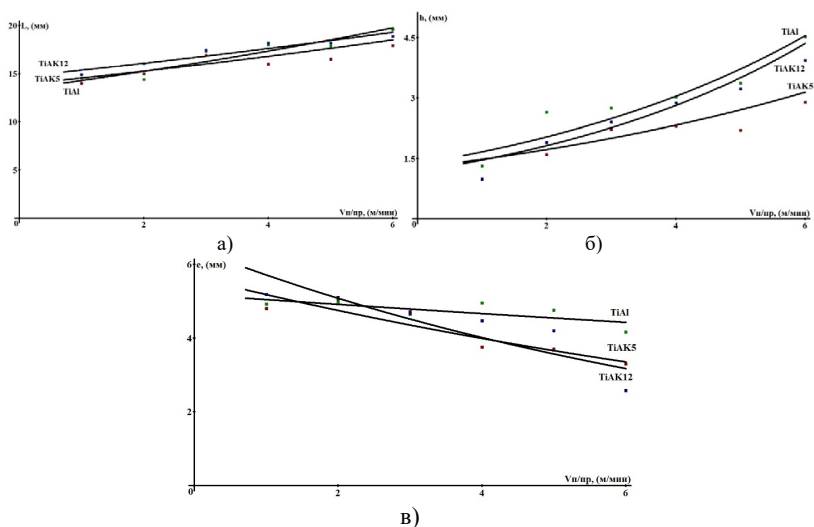 20 L, (мм)
TiAK12
15
TiAK5
TiAl
10
5
Vп/пр, (м/мин)
0 2 4 6
а)
h, (мм)
TiAl
4.5
TiAK12
TiAK5
3
1.5
Vп/пр, (м/мин)
0 2 4 6
б)
6 e, (мм)
TiAl
4
TiAK5
TiAK12
2
Vп/пр, (м/мин)
0 2 4 6
в)